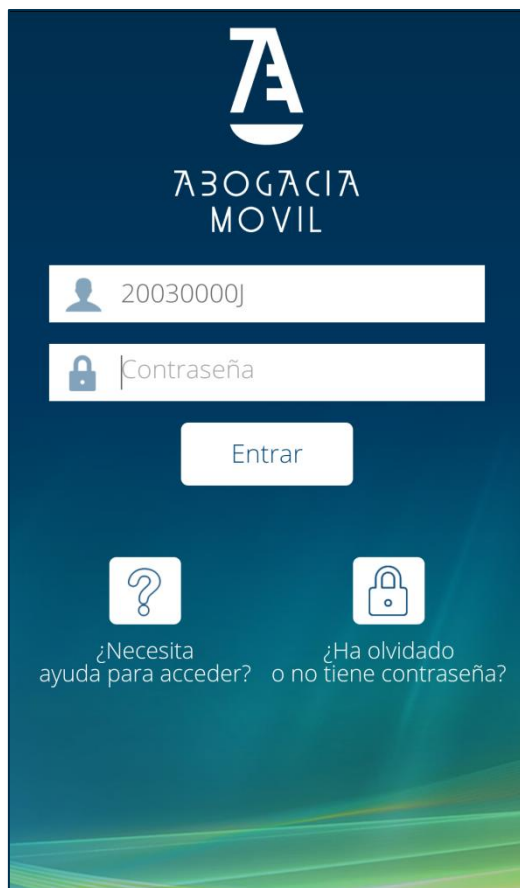 ABOGACIA
MOVIL
20030000J
Contraseña
Entrar
¿Necesita
ayuda para acceder?
¿Ha olvidado
o no tiene contraseña?